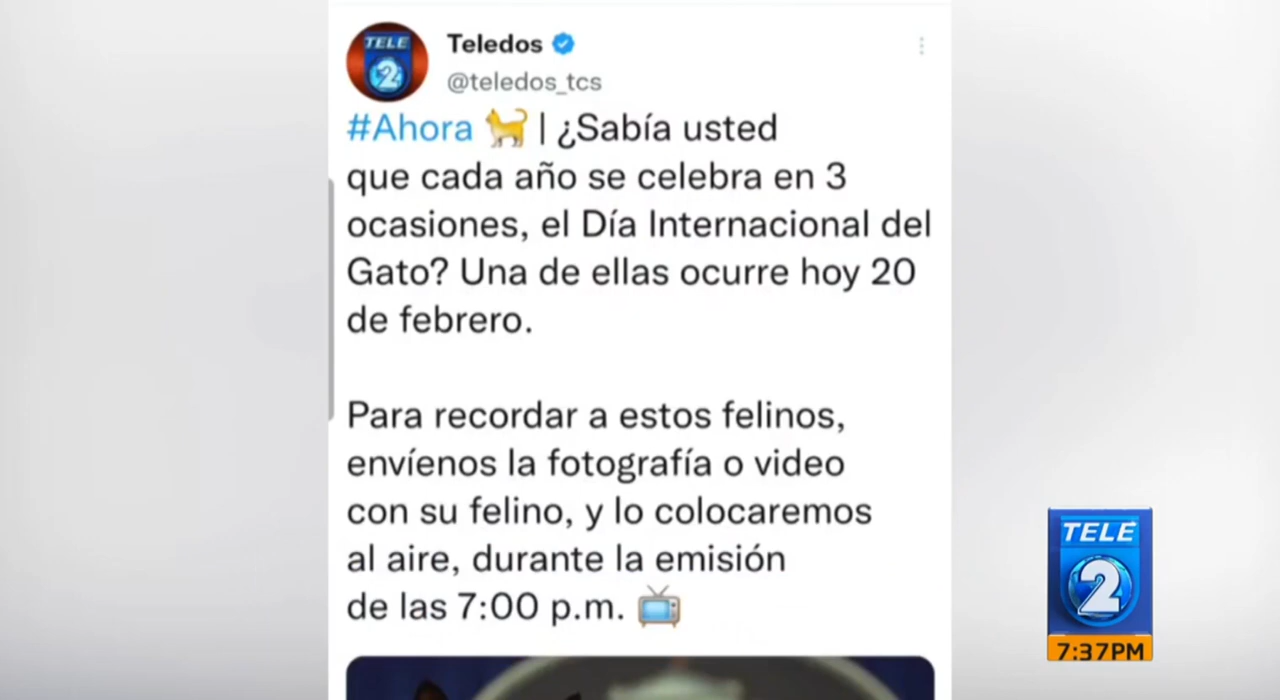 TELE
2
Teledos
@teledos_tcs
#Ahora 🐈 | ¿Sabía usted
que cada año se celebra en 3
ocasiones, el Día Internacional del
Gato? Una de ellas ocurre hoy 20
de febrero.
Para recordar a estos felinos,
envíenos la fotografía o video
con su felino, y lo colocaremos
al aire, durante la emisión
de las 7:00 p.m. 📺
TELE
2
7:37PM